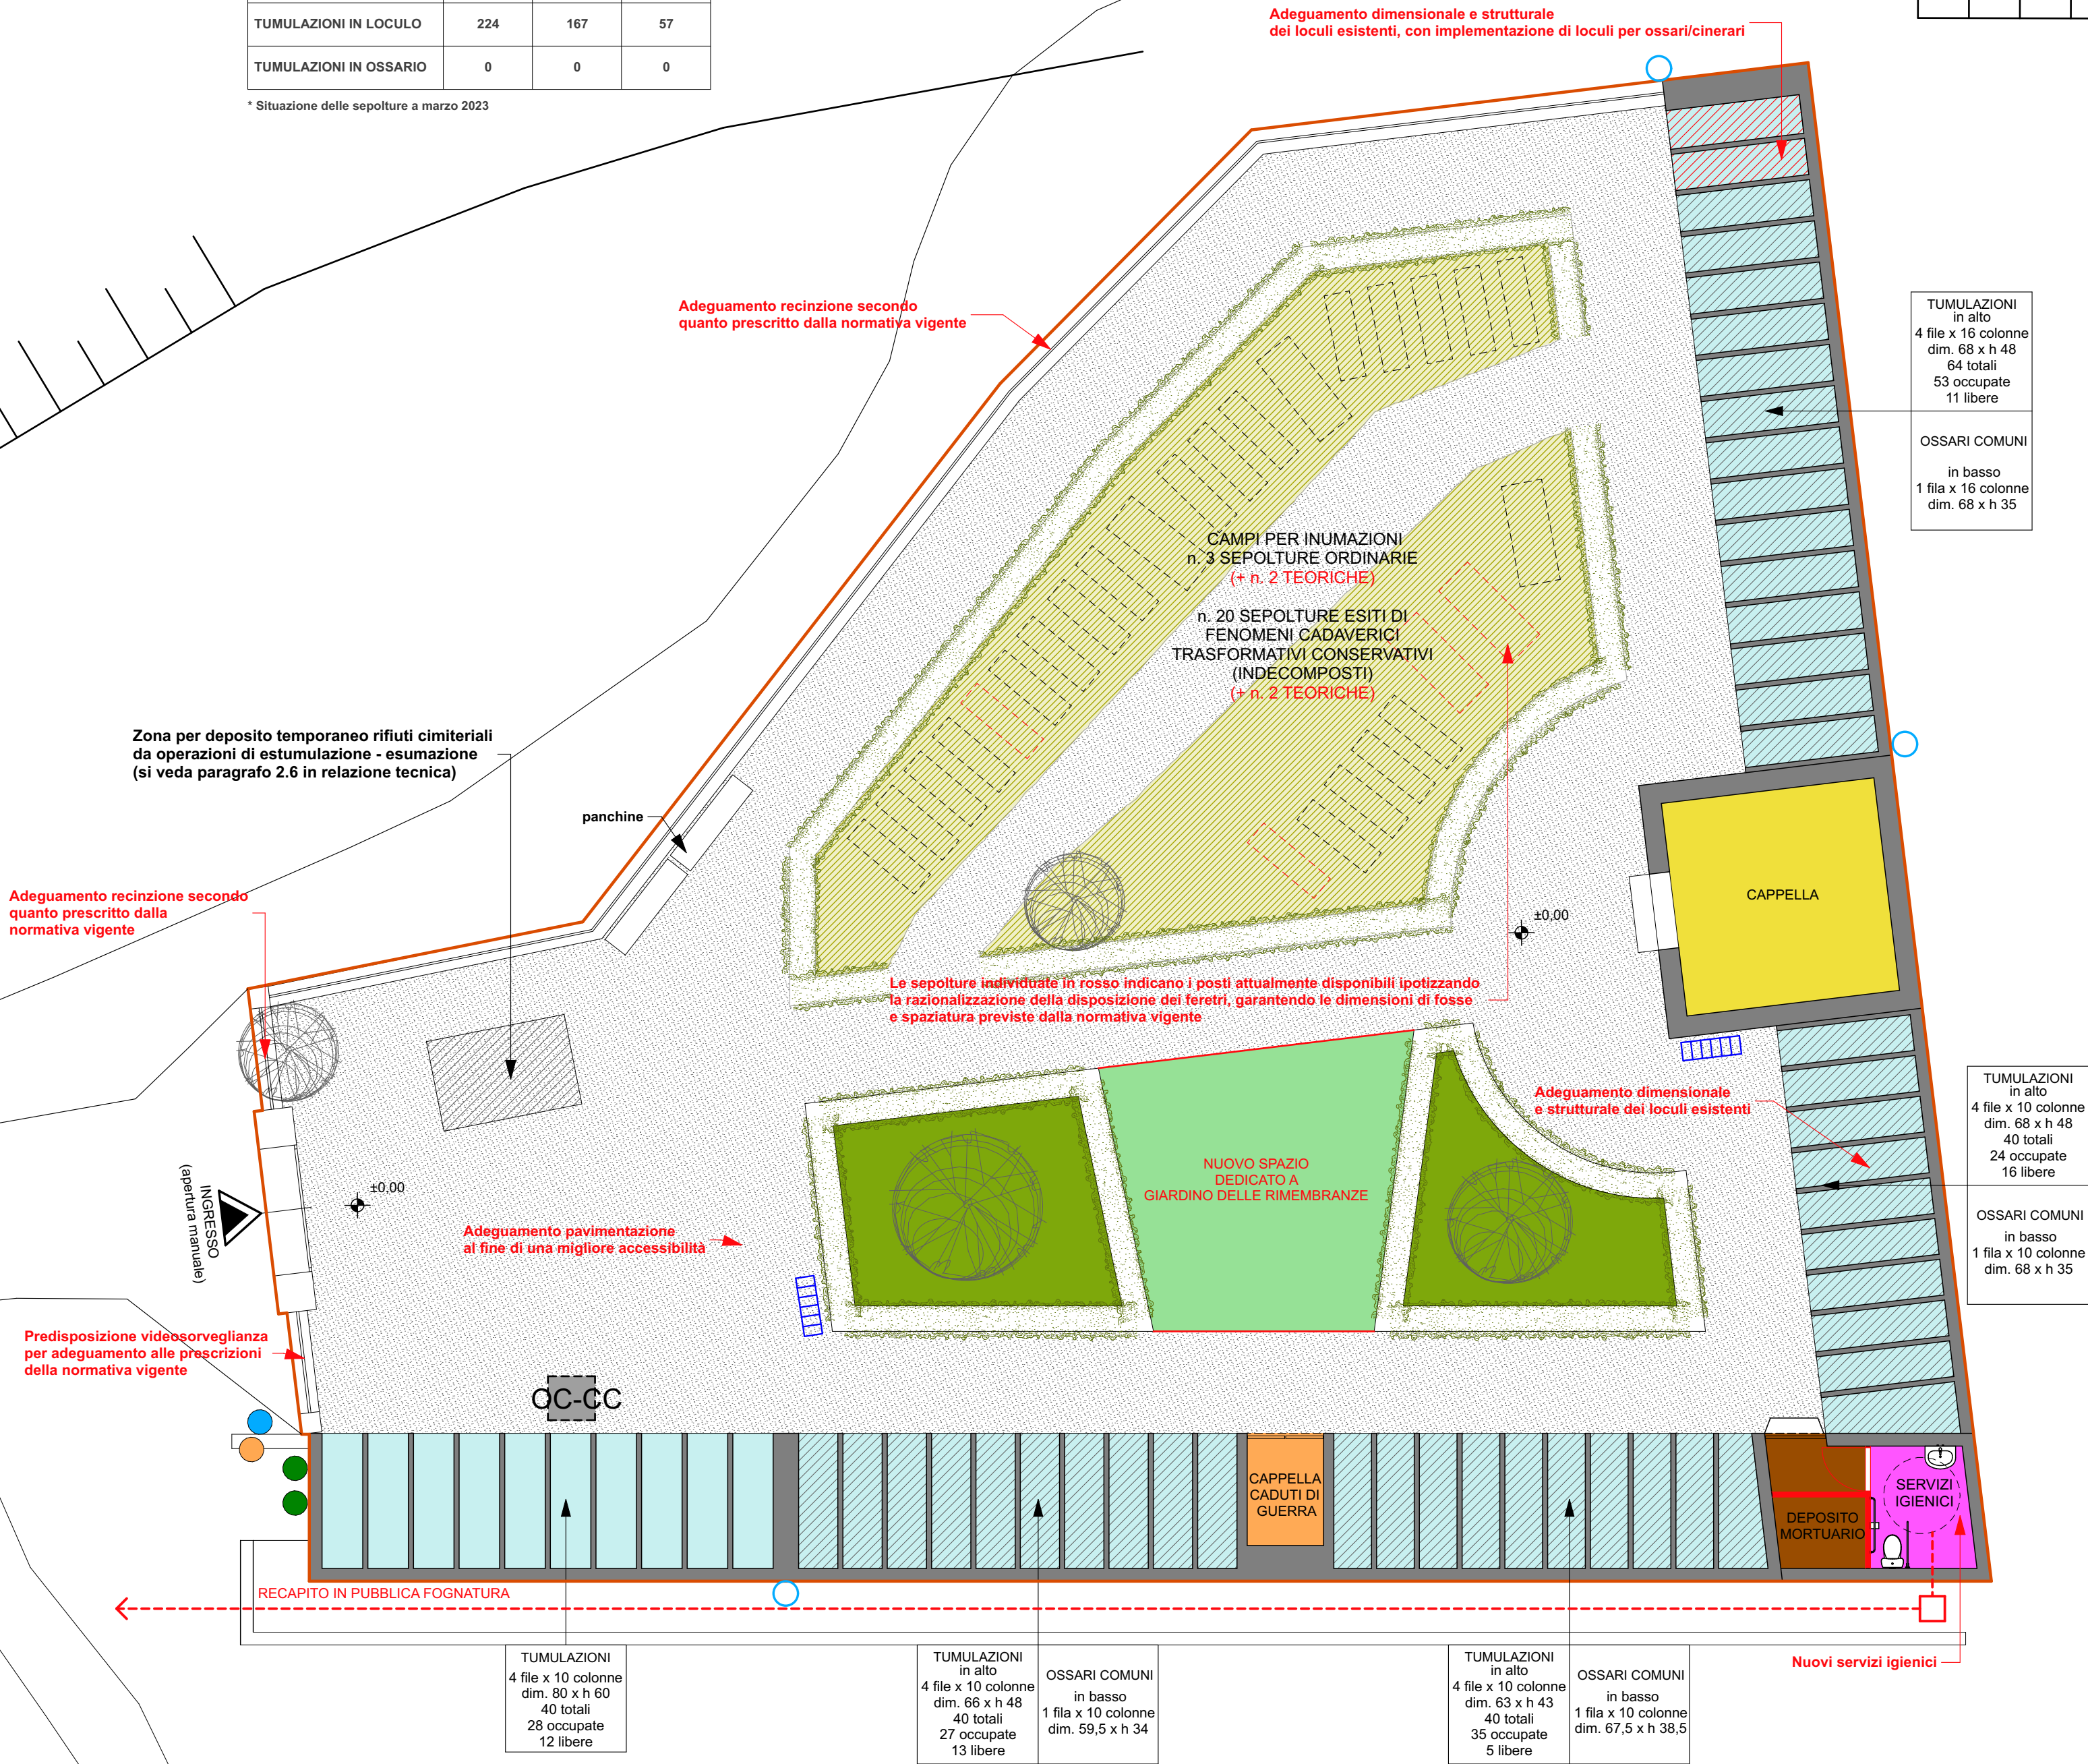 TUMULAZIONI IN LOCULO 224 167 57
TUMULAZIONI IN OSSARIO 0 0 0
* Situazione delle sepolture a marzo 2023
Adeguamento dimensionale e strutturale
dei loculi esistenti, con implementazione di loculi per ossari/cinerari
Adeguamento recinzione secondo
quanto prescritto dalla normativa vigente
TUMULAZIONI
in alto
4 file x 16 colonne
dim. 68 x h 48
64 totali
53 occupate
11 libere
OSSARI COMUNI
in basso
1 fila x 16 colonne
dim. 68 x h 35
CAMPI PER INUMAZIONI
n. 3 SEPOLTURE ORDINARIE
(+ n. 2 TEORICHE)
n. 20 SEPOLTURE ESITI DI
FENOMENI CADAVERICI
TRASFORMATIVI CONSERVATIVI
(INDECOMPOSTI)
(+ n. 2 TEORICHE)
Zona per deposito temporaneo rifiuti cimiteriali
da operazioni di estumulazione - esumazione
(si veda paragrafo 2.6 in relazione tecnica)
panchine
Adeguamento recinzione secondo
quanto prescritto dalla
normativa vigente
CAPPELLA
±0,00
Le sepolture individuate in rosso indicano i posti attualmente disponibili ipotizzando
la razionalizzazione della disposizione dei feretri, garantendo le dimensioni di fosse
e spaziatura previste dalla normativa vigente
Adeguamento dimensionale
e strutturale dei loculi esistenti
TUMULAZIONI
in alto
4 file x 10 colonne
dim. 68 x h 48
40 totali
24 occupate
16 libere
OSSARI COMUNI
in basso
1 fila x 10 colonne
dim. 68 x h 35
NUOVO SPAZIO
DEDICATO A
GIARDINO DELLE RIMEMBRANZE
±0,00
INGRESSO
(apertura manuale)
Adeguamento pavimentazione
al fine di una migliore accessibilità
Predisposizione videosorveglianza
per adeguamento alle prescrizioni
della normativa vigente
OC-CC
CAPPELLA
CADUTI DI
GUERRA
DEPOSITO
MORTUARIO
SERVIZI
IGIENICI
RECAPITO IN PUBBLICA FOGNATURA
TUMULAZIONI
4 file x 10 colonne
dim. 80 x h 60
40 totali
28 occupate
12 libere
TUMULAZIONI
in alto
4 file x 10 colonne
dim. 66 x h 48
40 totali
27 occupate
13 libere
OSSARI COMUNI
in basso
1 fila x 10 colonne
dim. 59,5 x h 34
TUMULAZIONI
in alto
4 file x 10 colonne
dim. 63 x h 43
40 totali
35 occupate
5 libere
OSSARI COMUNI
in basso
1 fila x 10 colonne
dim. 67,5 x h 38,5
Nuovi servizi igienici